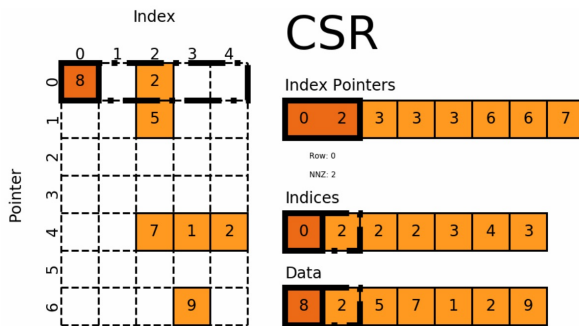 Index
CSR
0 1 2 3 4
Index Pointers
0 8 2
0 2 3 3 3 6 6 7
1 5
Row: 0
2
NNZ: 2
3
Indices
Pointer
4 7 1 2
0 2 2 2 3 4 3
5
Data
6 9
8 2 5 7 1 2 9